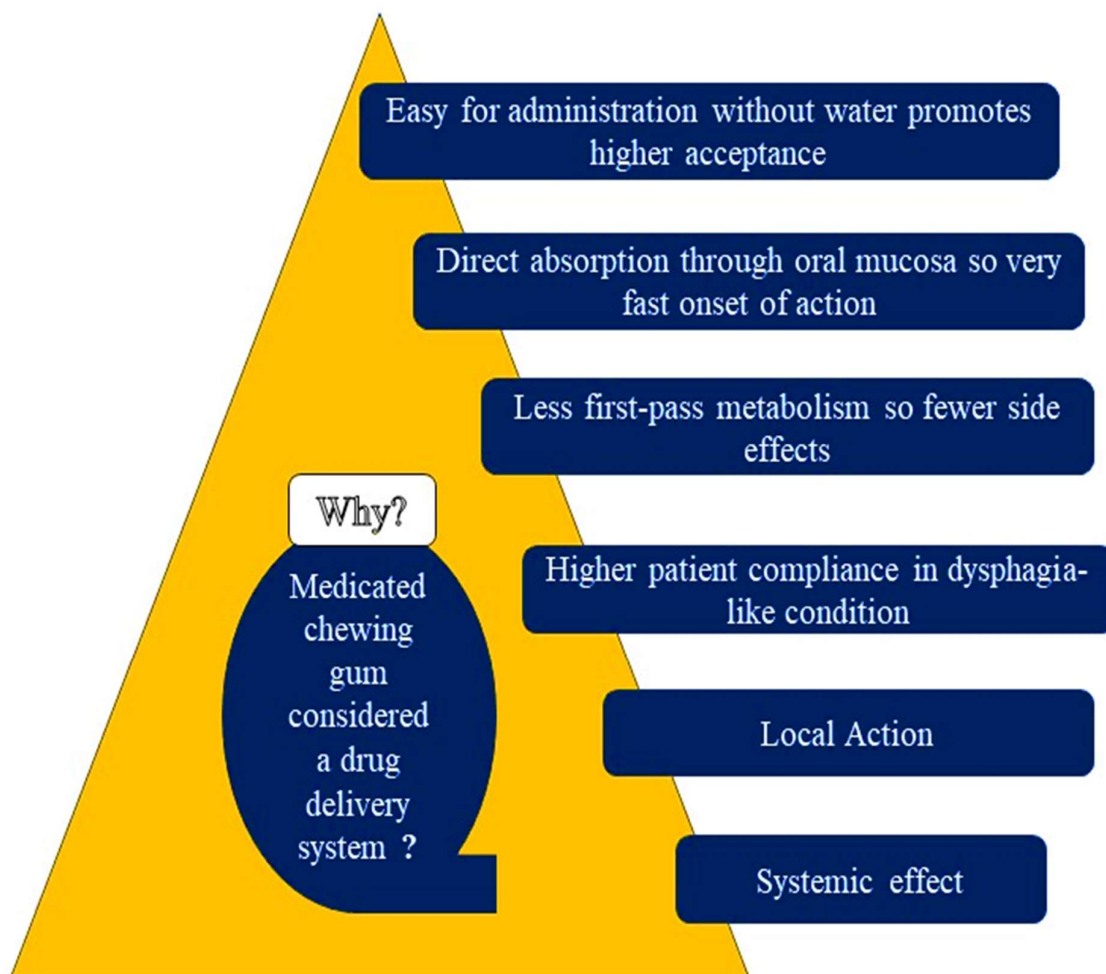 Easy for administration without water promotes
higher acceptance
Direct absorption through oral mucosa so very
fast onset of action
Less first-pass metabolism so fewer side
effects
Why?
Medicated
chewing
gum
considered
a drug
delivery
system ?
Higher patient compliance in dysphagia-
like condition
Local Action
Systemic effect